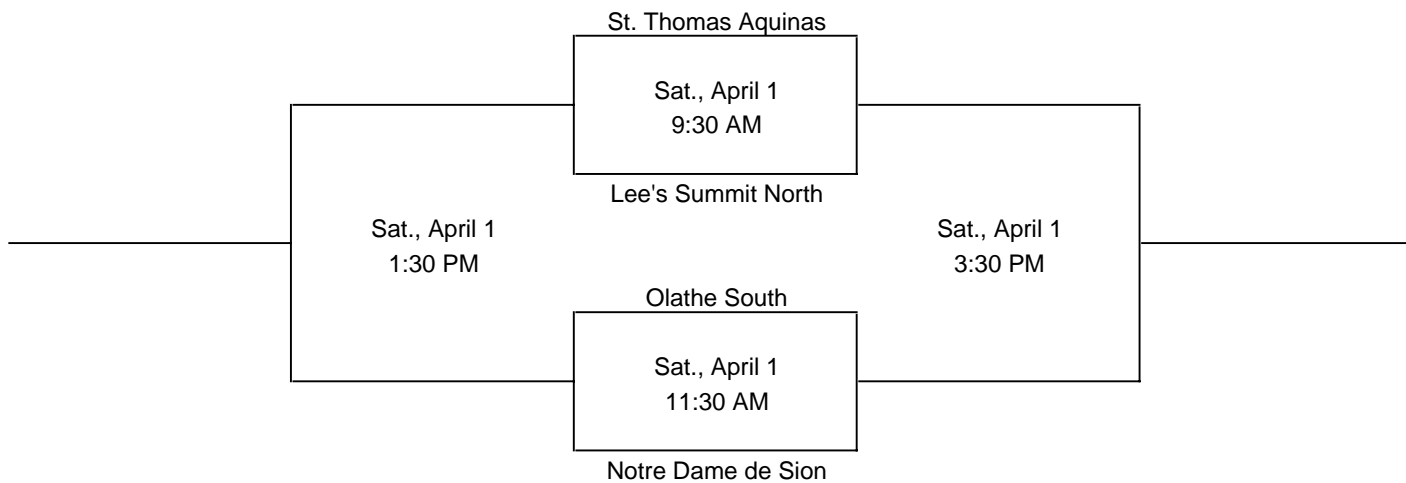 St. Thomas Aquinas
Sat., April 1
9:30 AM
Lee's Summit North
Sat., April 1
1:30 PM
Sat., April 1
3:30 PM
Olathe South
Sat., April 1
11:30 AM
Notre Dame de Sion